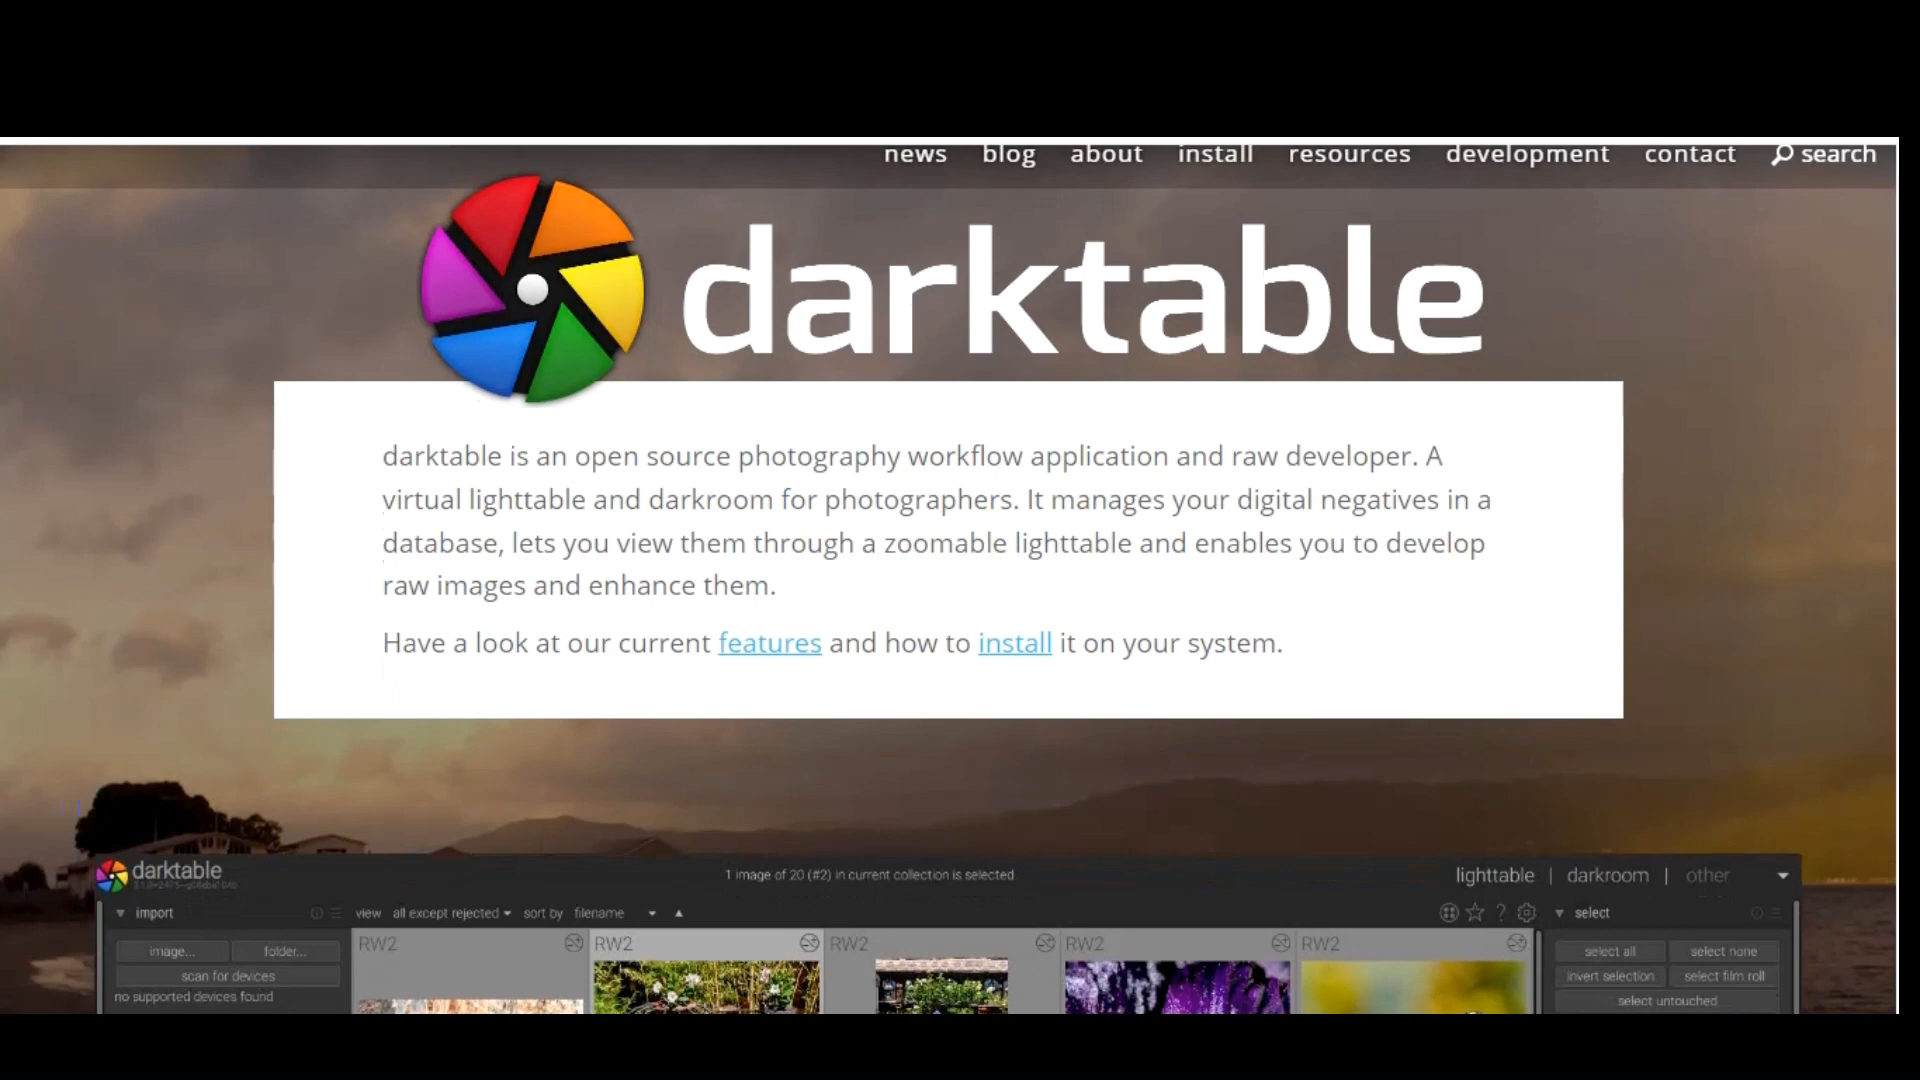 news blog about install resources development contact search
darktable
darktable is an open source photography workflow application and raw developer. A
virtual lighttable and darkroom for photographers. It manages your digital negatives in a
database, lets you view them through a zoomable lighttable and enables you to develop
raw images and enhance them.
Have a look at our current features and how to install it on your system.
darktable
1 image of 20 (#2) in current collection is selected
lighttable | darkroom | other
import
view all except rejected sort by filename
select
image... folder...
scan for devices
no supported devices found
RW2 RW2 RW2 RW2 RW2
select all select none
invert selection select film roll
select untouched